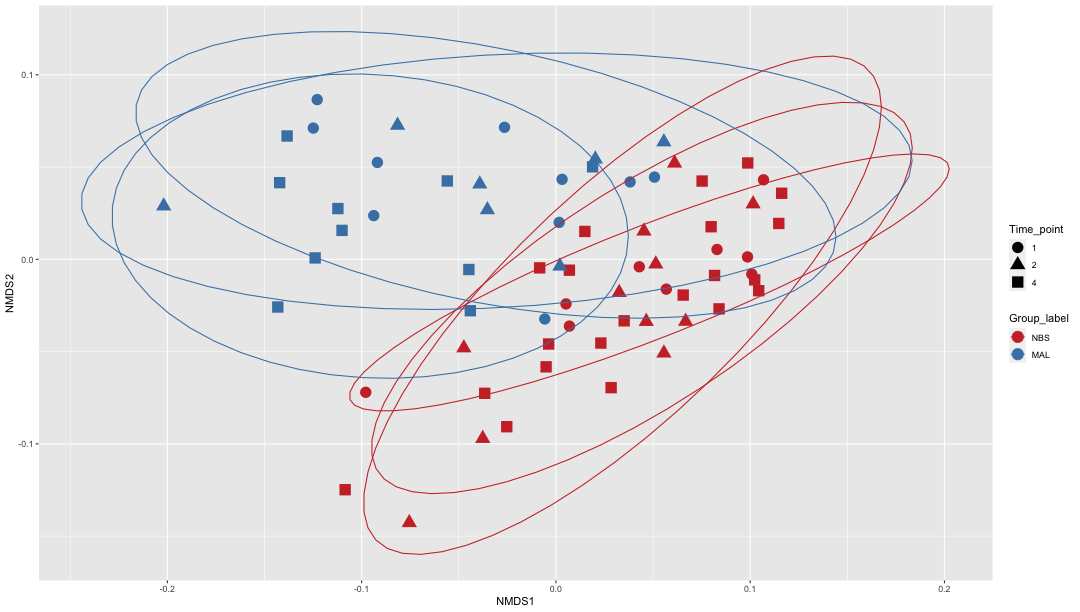 0.1
0.0
-0.1
NMDS2
-0.2
-0.1
0.0
0.1
0.2
NMDS1
Time_point
1
2
4
Group_label
NBS
MAL